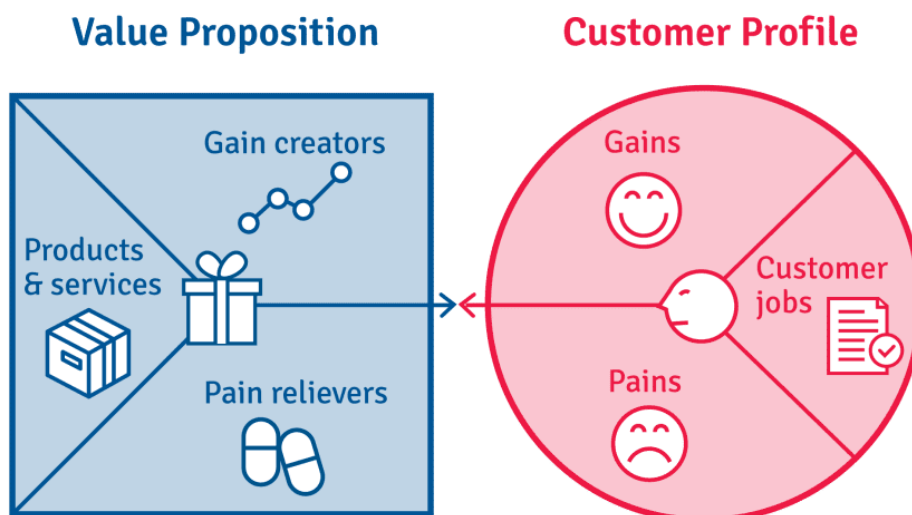 Value Proposition
Customer Profile
Gain creators
Products
& services
Pain relievers
Gains
Customer
jobs
Pains